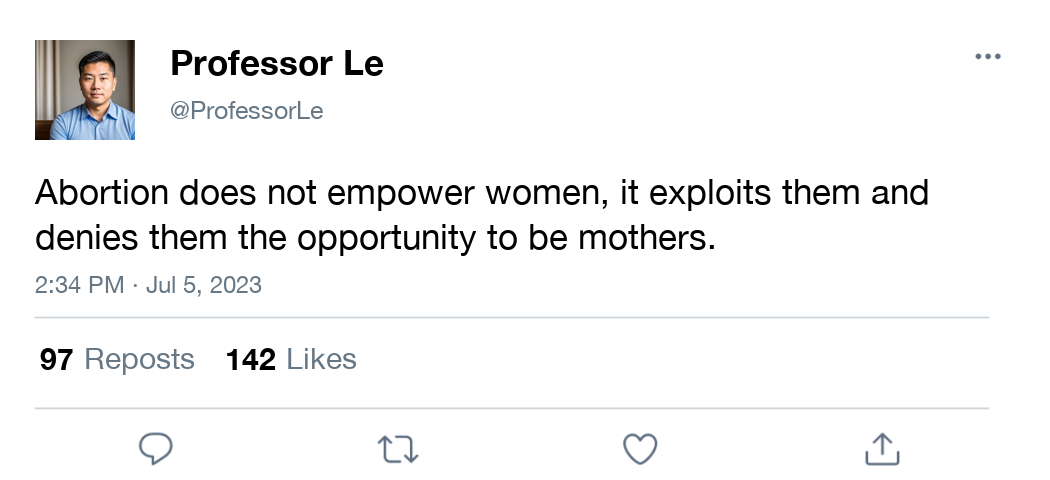 Professor Le
@ProfessorLe
Abortion does not empower women, it exploits them and
denies them the opportunity to be mothers.
2:34 PM · Jul 5, 2023
97 Reposts 142 Likes